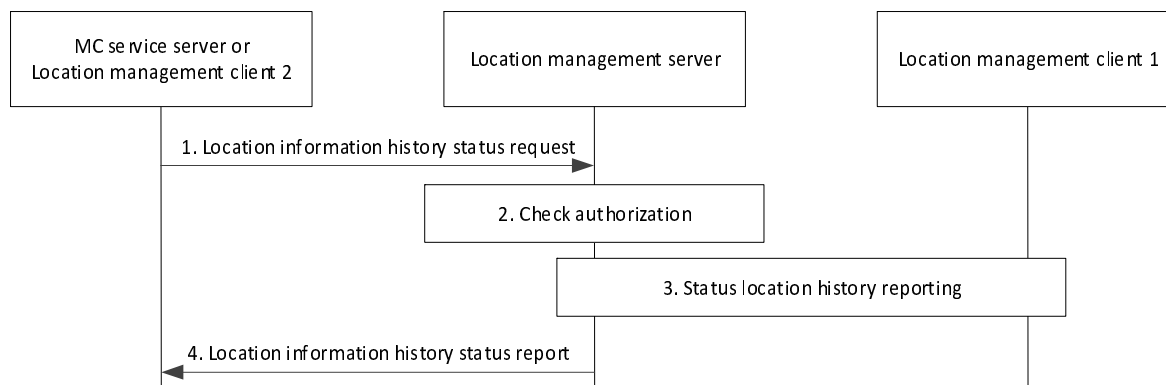 MC service server or
Location management client 2
Location management server
Location management client 1
1. Location information history status request
2. Check authorization
3. Status location history reporting
4. Location information history status report